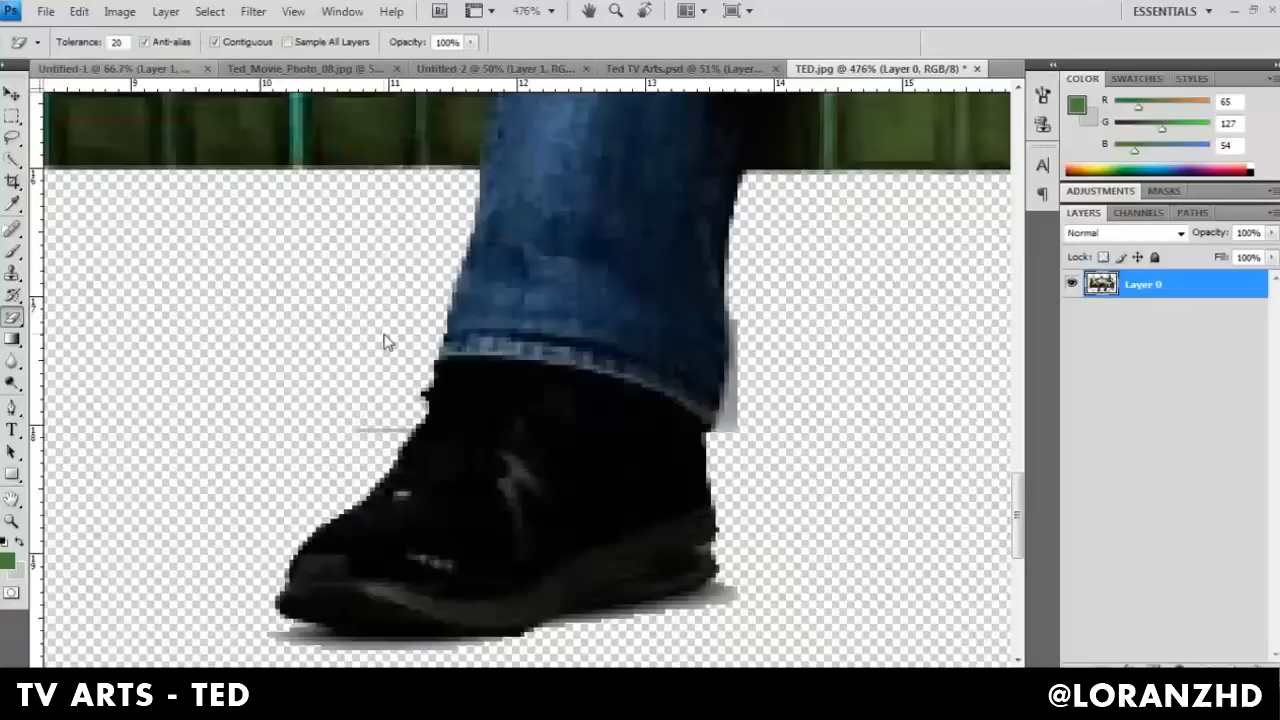 Ps File Edit Image Layer Select Filter View Window Help Br 476% ESSENTIALS
Tolerance: 20 Anti-alias Contiguous Sample All Layers Opacity: 100%
Untitled-1 @ 66.7% (Layer 1, ... × Ted_Movie_Photo_08.jpg @ 5... × Untitled-2 @ 50% (Layer 1, RG... × Ted TV Arts.psd @ 51% (Layer... × TED.jpg @ 476% (Layer 0, RGB/8) * ×
9 10 11 12 13 14 15
COLOR SWATCHES STYLES
R 65
G 127
B 54
ADJUSTMENTS MASKS
LAYERS CHANNELS PATHS
Normal Opacity: 100%
Lock: Fill: 100%
Layer 0
TV ARTS - TED
@LORANZHD